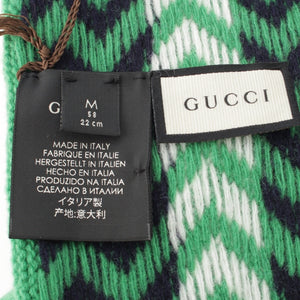 M
58
22 cm
MADE IN ITALY
FABRIQUE EN ITALIE
HERGESTELLT IN ITALIEN
HECHO EN ITALIA
PRODUZIDO NA ITÁLIA
СДЕЛАНО В ИТАЛИИ
イタリア製
产地:意大利
GUCCI